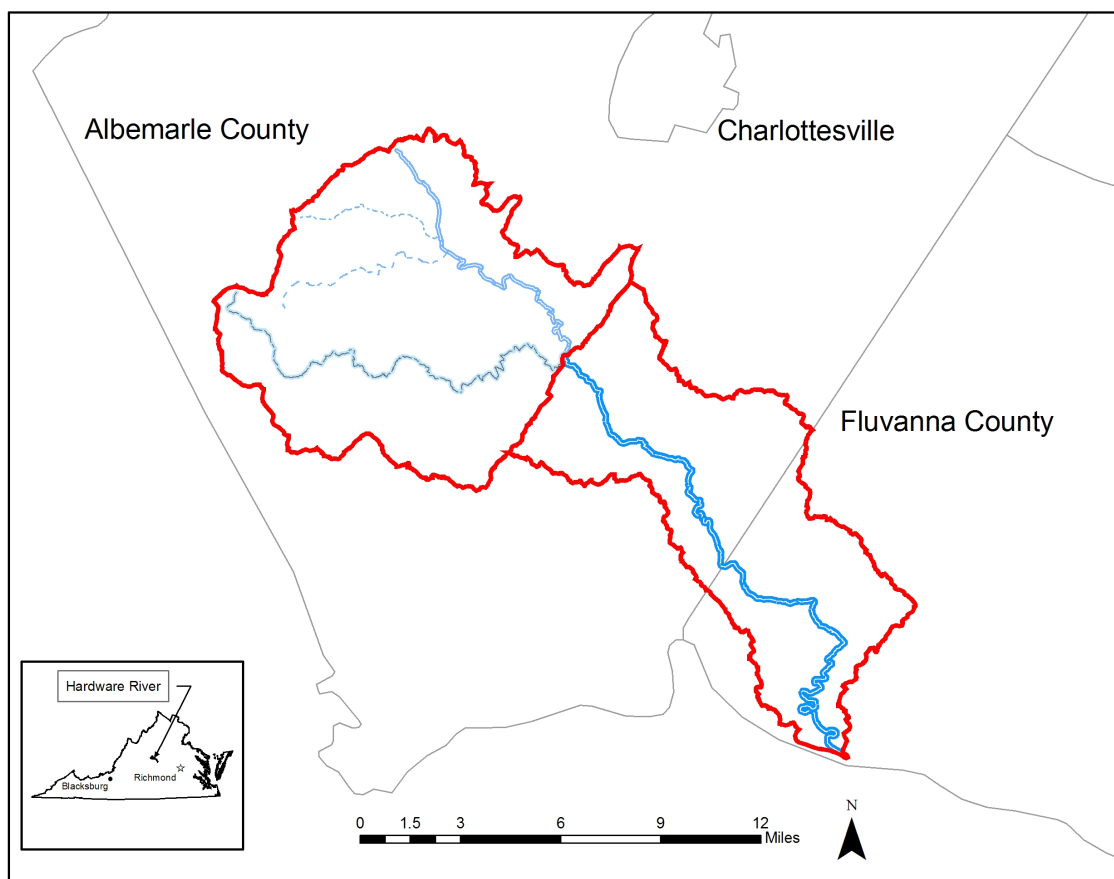 Albemarle County
Charlottesville
Fluvanna County
Hardware River
Richmond
Blacksburg
0 1.5 3 6 9 12
Miles
N